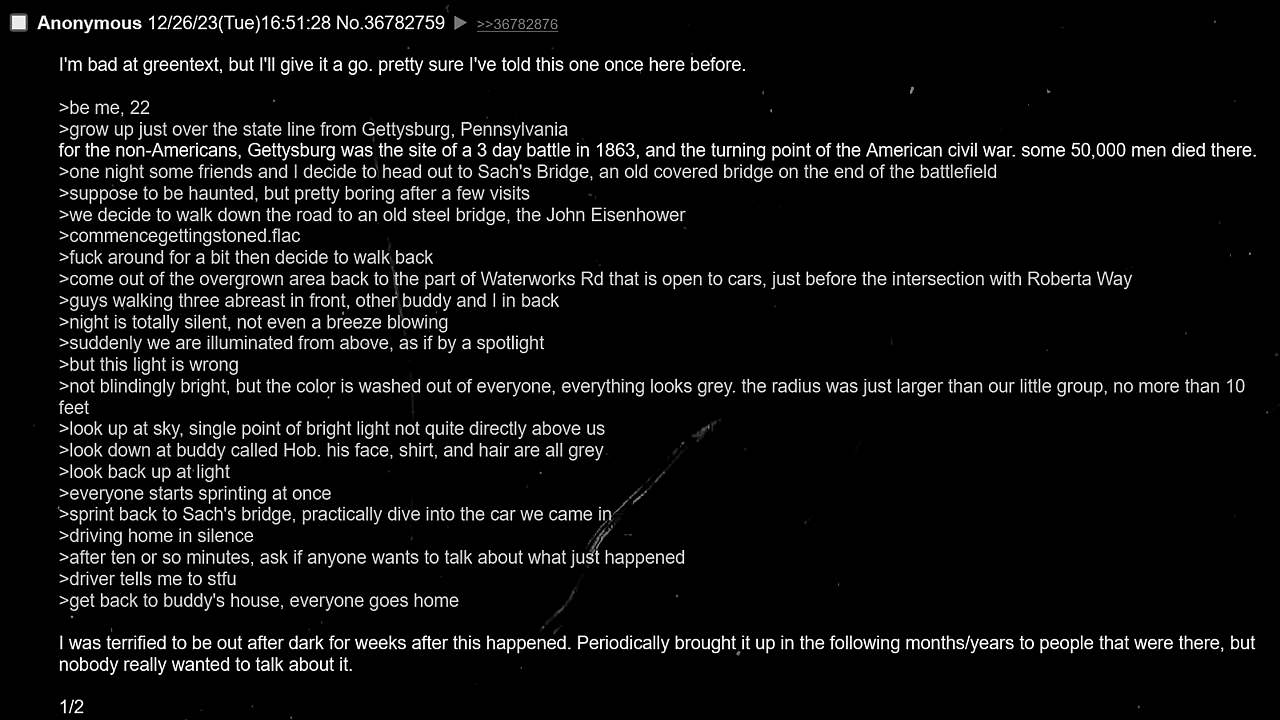 Anonymous 12/26/23(Tue)16:51:28 No.36782759 ▶ >>36782876
I'm bad at greentext, but I'll give it a go. pretty sure I've told this one once here before.
>be me, 22
>grow up just over the state line from Gettysburg, Pennsylvania
for the non-Americans, Gettysburg was the site of a 3 day battle in 1863, and the turning point of the American civil war. some 50,000 men died there.
>one night some friends and I decide to head out to Sach's Bridge, an old covered bridge on the end of the battlefield
>suppose to be haunted, but pretty boring after a few visits
>we decide to walk down the road to an old steel bridge, the John Eisenhower
>commencegettingstoned.flac
>fuck around for a bit then decide to walk back
>come out of the overgrown area back to the part of Waterworks Rd that is open to cars, just before the intersection with Roberta Way
>guys walking three abreast in front, other buddy and I in back
>night is totally silent, not even a breeze blowing
>suddenly we are illuminated from above, as if by a spotlight
>but this light is wrong
>not blindingly bright, but the color is washed out of everyone, everything looks grey. the radius was just larger than our little group, no more than 10
feet
>look up at sky, single point of bright light not quite directly above us
>look down at buddy called Hob. his face, shirt, and hair are all grey
>look back up at light
>everyone starts sprinting at once
>sprint back to Sach's bridge, practically dive into the car we came in
>driving home in silence
>after ten or so minutes, ask if anyone wants to talk about what just happened
>driver tells me to stfu
>get back to buddy's house, everyone goes home
I was terrified to be out after dark for weeks after this happened. Periodically brought it up in the following months/years to people that were there, but
nobody really wanted to talk about it.
1/2